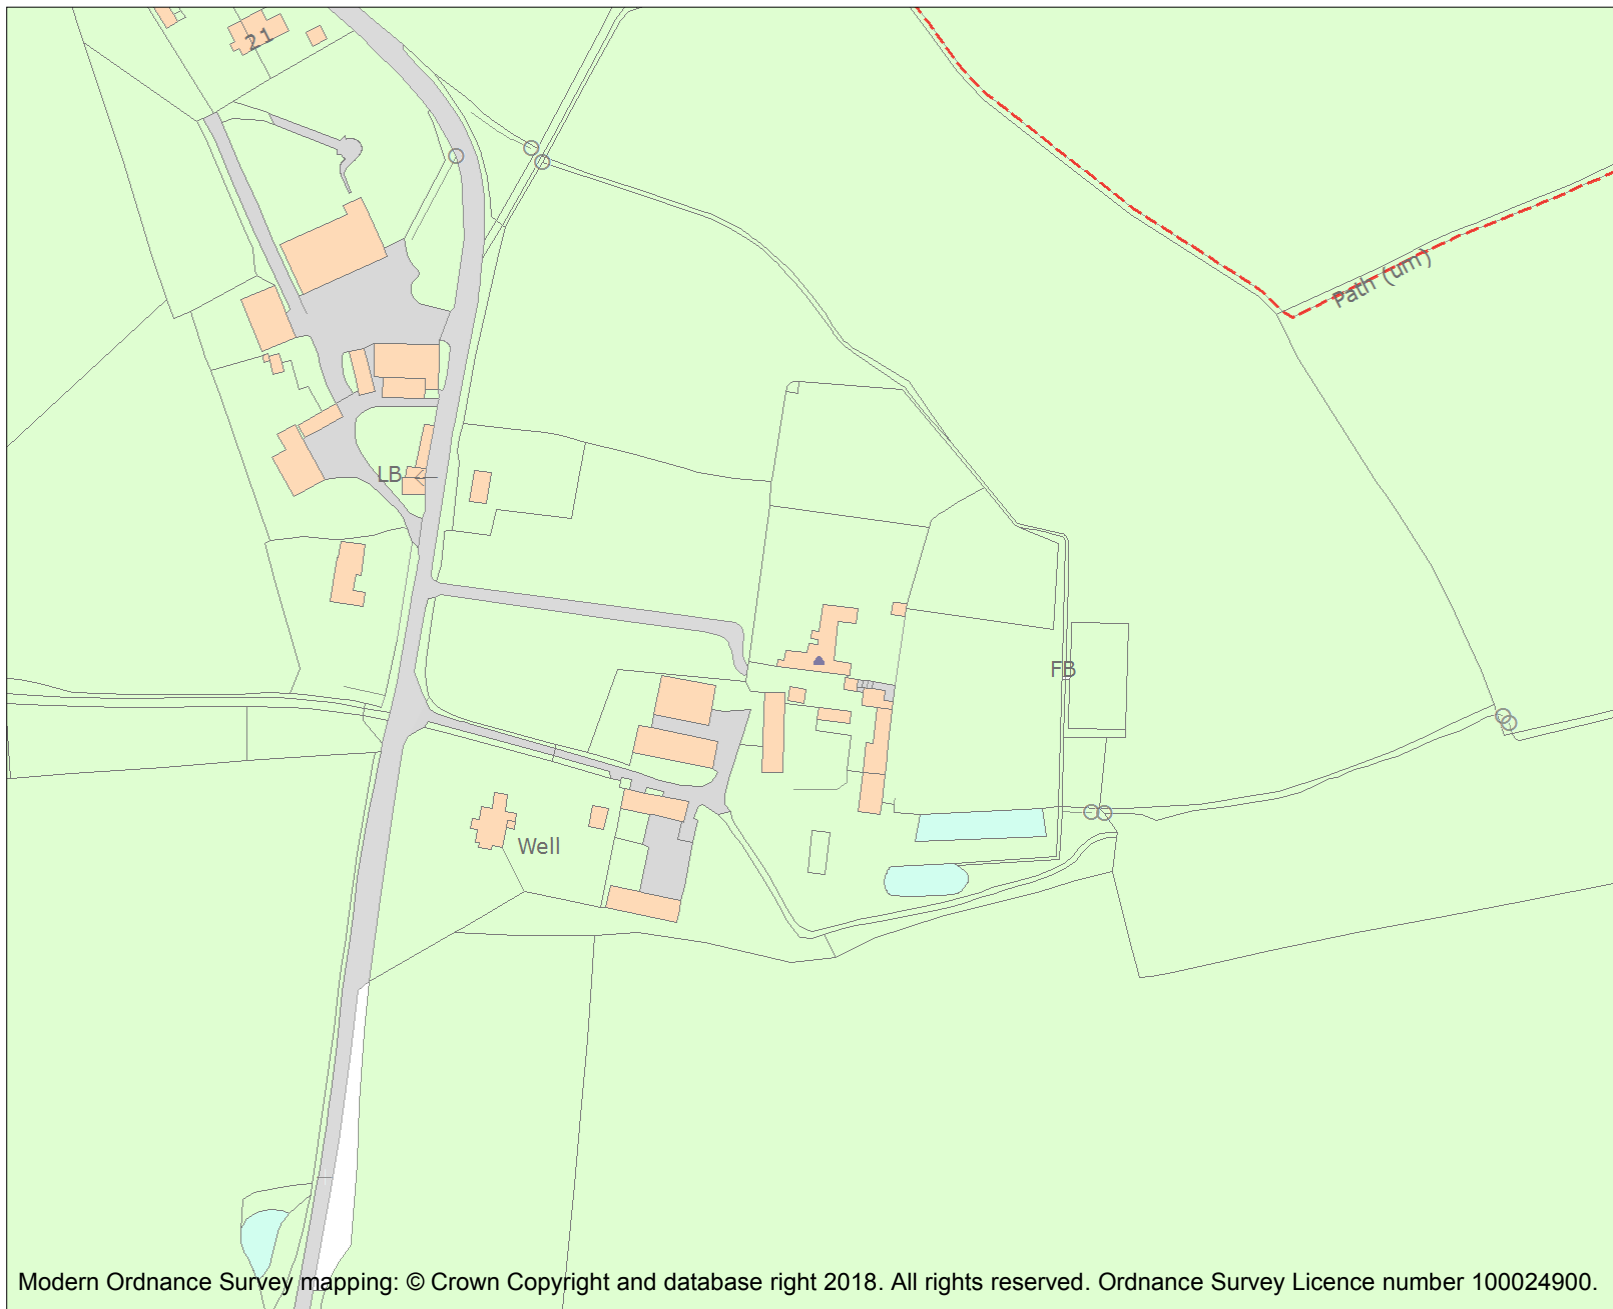 21
Path (um)
LB
FB
Well
Modern Ordnance Survey mapping: © Crown Copyright and database right 2018. All rights reserved. Ordnance Survey Licence number 100024900.